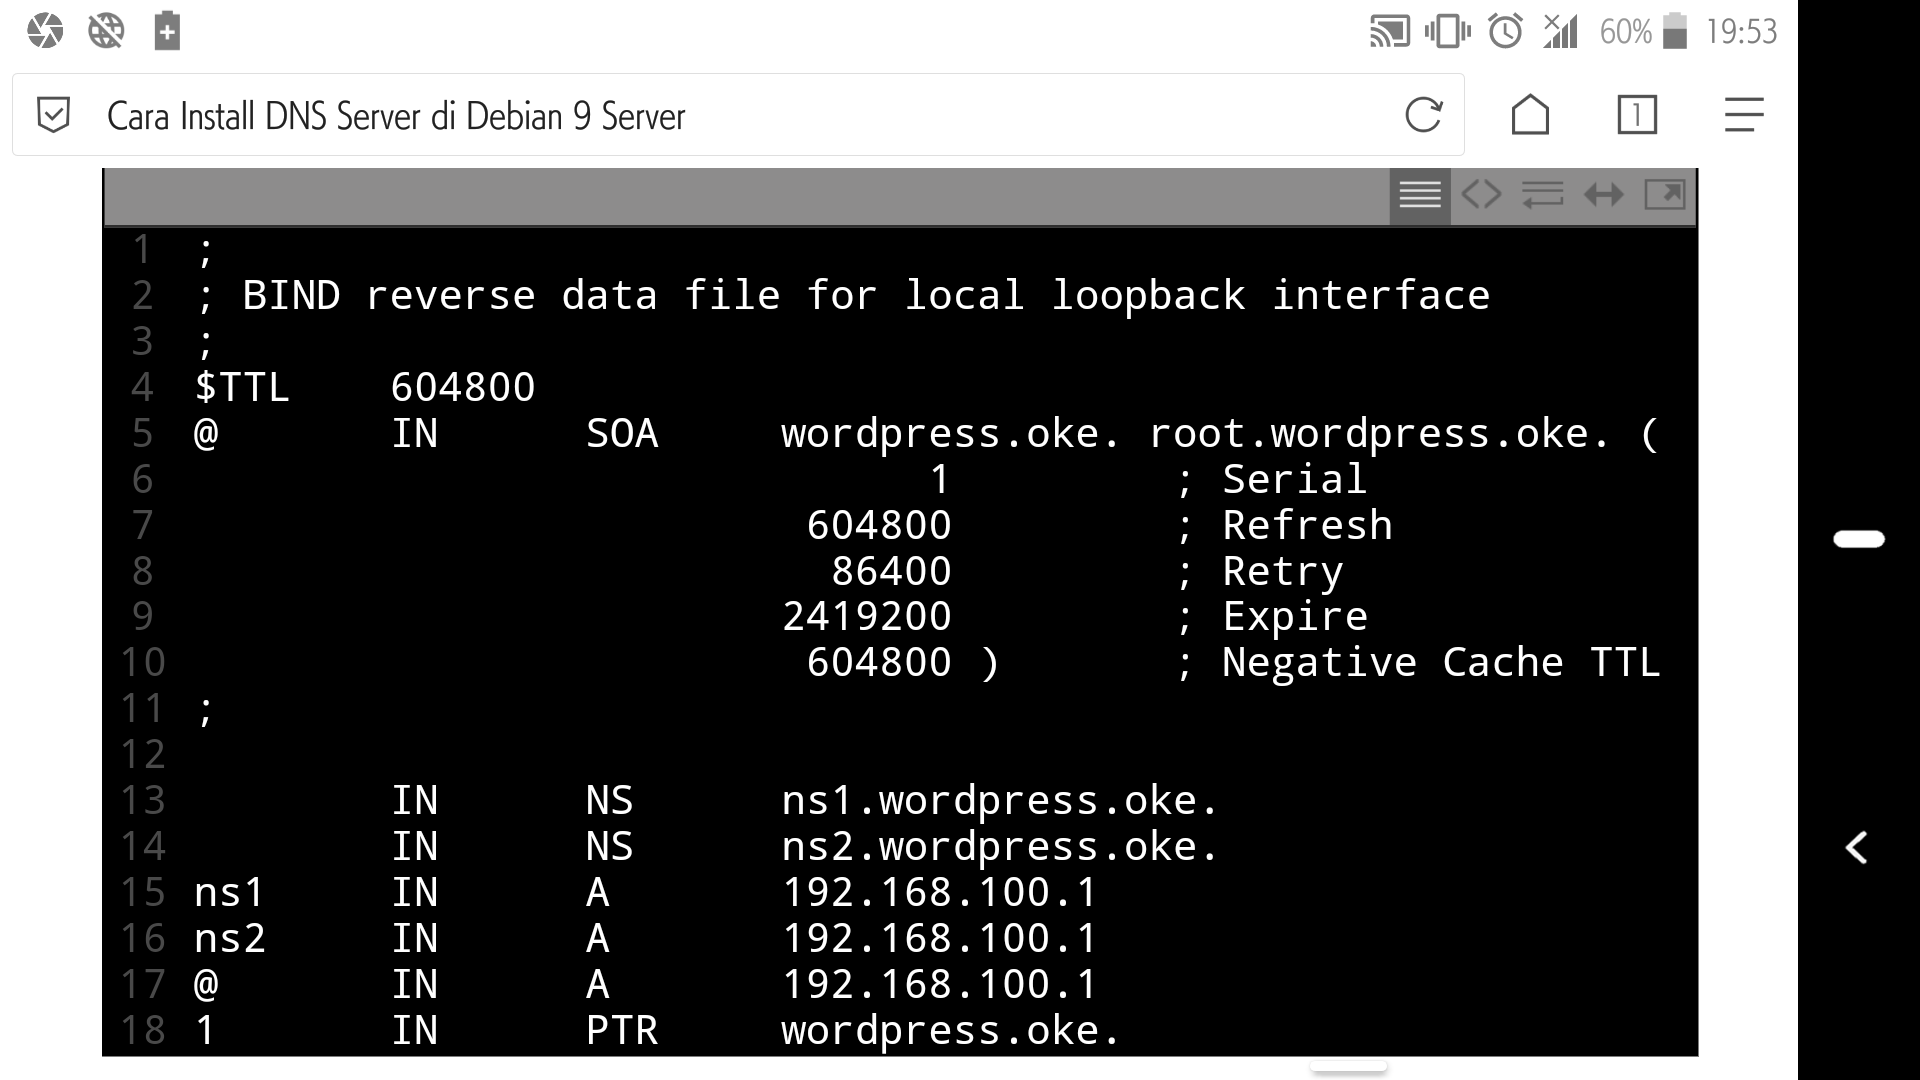 60% 19:53
Cara Install DNS Server di Debian 9 Server
1
1 ;
2 ; BIND reverse data file for local loopback interface
3 ;
4 $TTL 604800
5 @ IN SOA wordpress.oke. root.wordpress.oke. (
6 1 ; Serial
7 604800 ; Refresh
8 86400 ; Retry
9 2419200 ; Expire
10 604800 ) ; Negative Cache TTL
11 ;
12
13 IN NS ns1.wordpress.oke.
14 IN NS ns2.wordpress.oke.
15 ns1 IN A 192.168.100.1
16 ns2 IN A 192.168.100.1
17 @ IN A 192.168.100.1
18 1 IN PTR wordpress.oke.